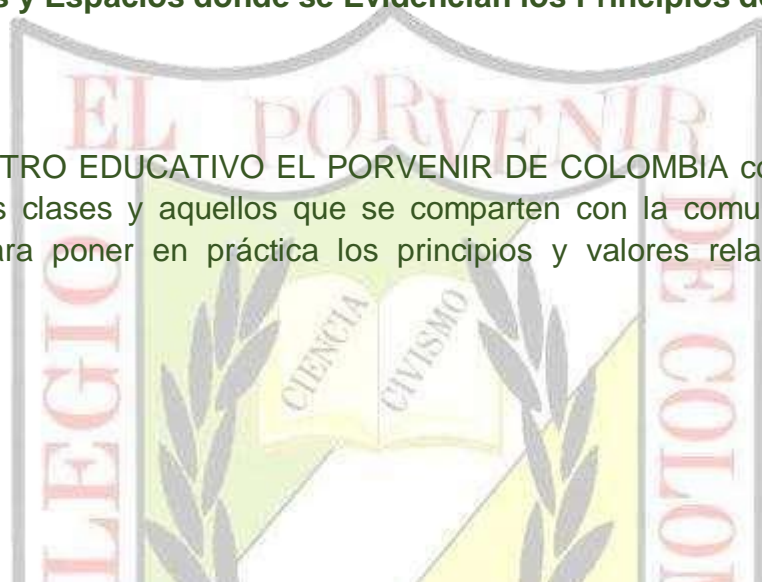 s y Espacios donde se Evidencian los Principios de
EL PORVENIR
TRO EDUCATIVO EL PORVENIR DE COLOMBIA co
s clases y aquellos que se comparten con la comu
ara poner en práctica los principios y valores rela
CIENCIA
CIVISMO
LEGIO
DE COLO